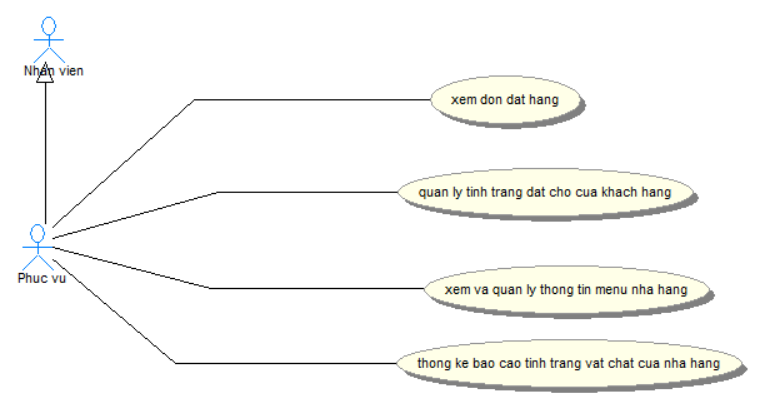 Nhan vien
xem don dat hang
quan ly tinh trang dat cho cua khach hang
Phuc vu
xem va quan ly thong tin menu nha hang
thong ke bao cao tinh trang vat chat cua nha hang